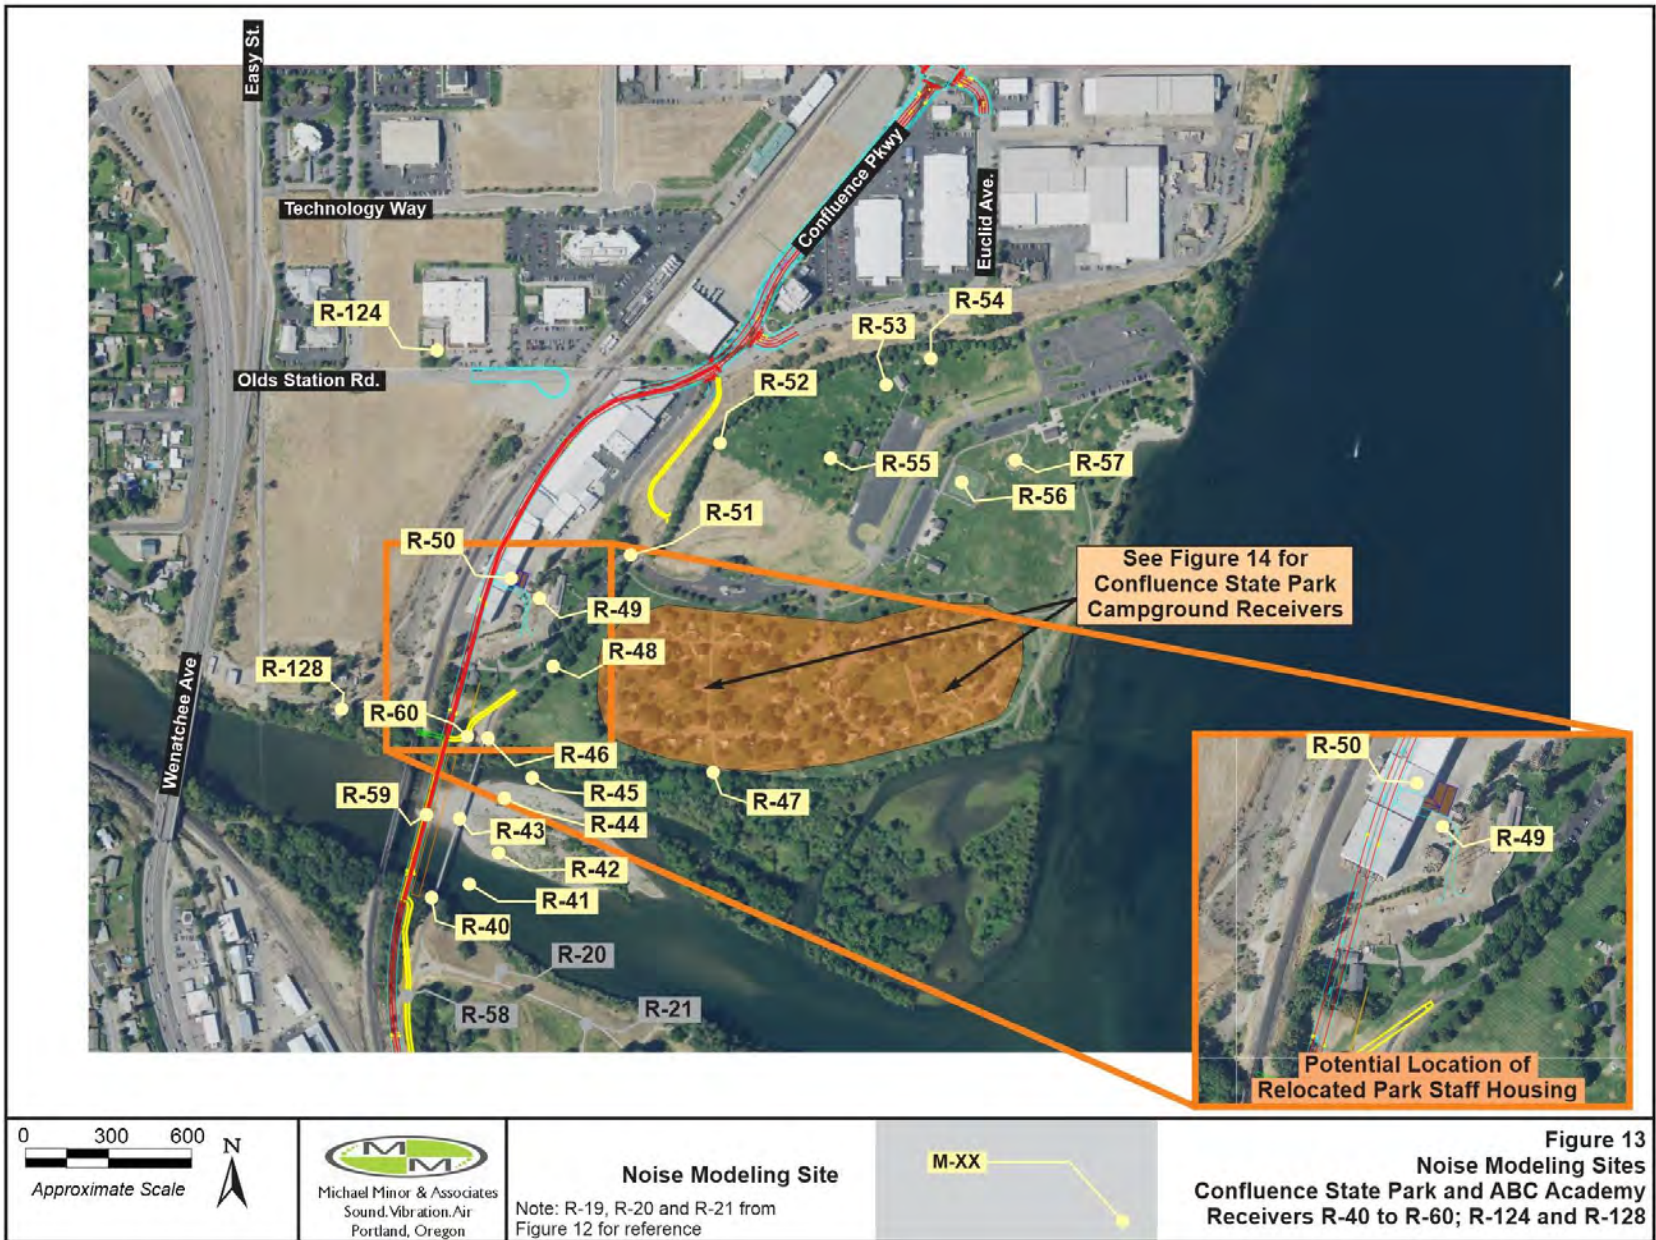 Easy St.
Confluence Pkwy
Euclid Ave.
Technology Way
R-124
R-54
R-53
Olds Station Rd.
R-52
R-55
R-57
R-56
R-51
R-50
See Figure 14 for
Confluence State Park
Campground Receivers
R-49
R-48
R-128
Wenatchee Ave
R-60
R-46
R-45
R-59
R-47
R-44
R-43
R-42
R-41
R-40
R-20
R-21
R-58
R-50
R-49
Potential Location of
Relocated Park Staff Housing
0 300 600
N
Approximate Scale
M M
Michael Minor & Associates
Sound.Vibration.Air
Portland, Oregon
Noise Modeling Site
Note: R-19, R-20 and R-21 from
Figure 12 for reference
M-XX
Figure 13
Noise Modeling Sites
Confluence State Park and ABC Academy
Receivers R-40 to R-60; R-124 and R-128